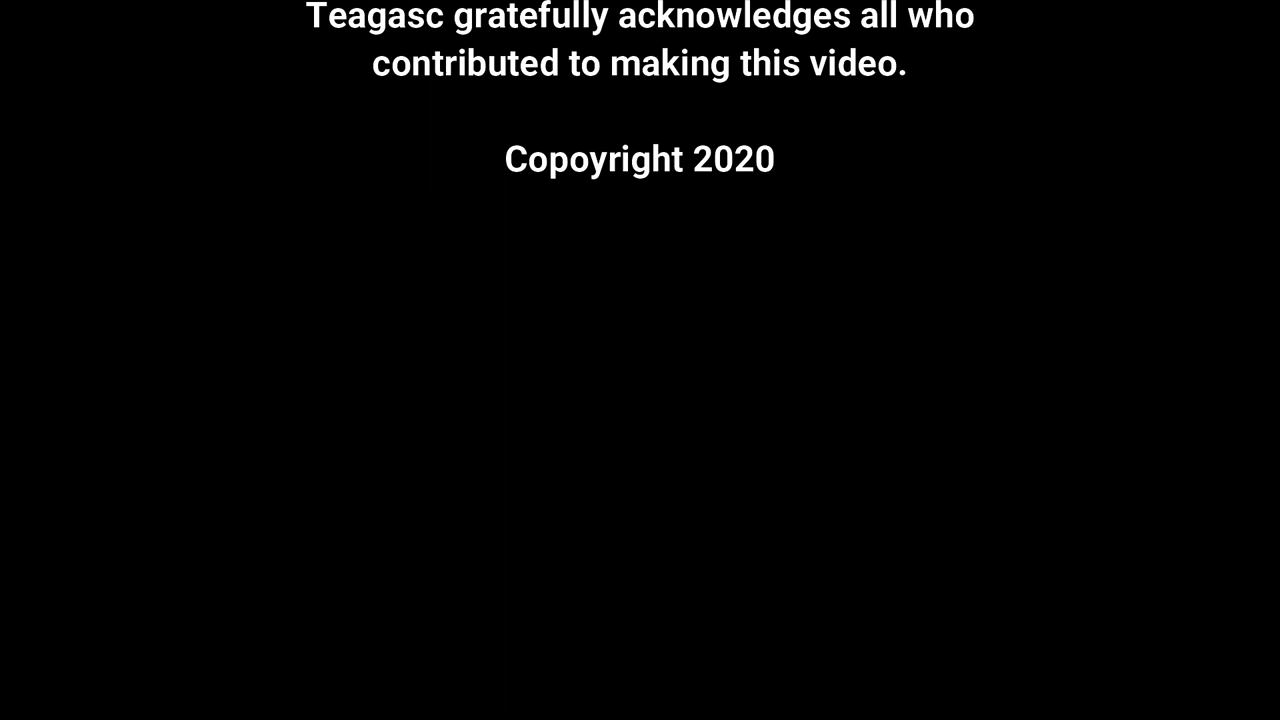 Teagasc gratefully acknowledges all who
contributed to making this video.
Copoyright 2020